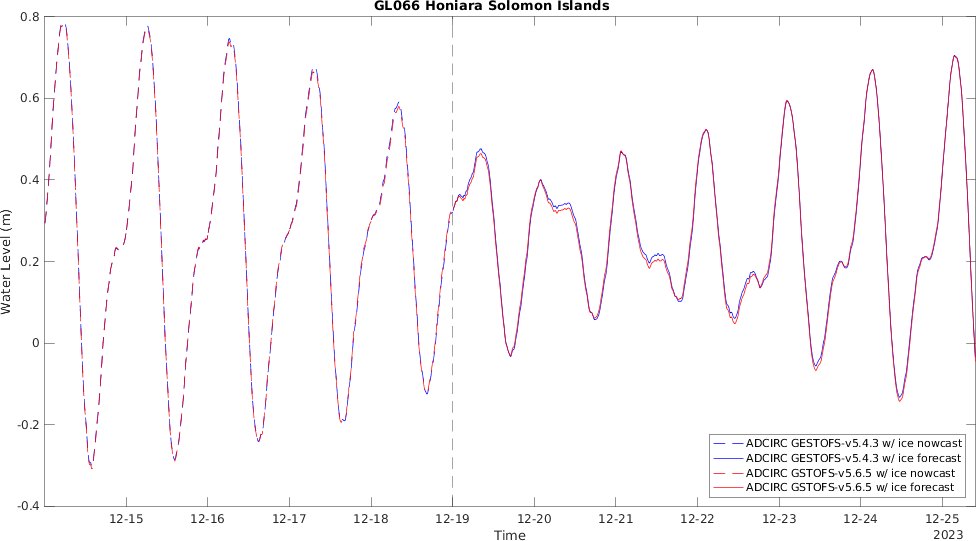 GL066 Honiara Solomon Islands
Water Level (m)
0.8
0.6
0.4
0.2
0
-0.2
-0.4
ADCIRC GESTOFS-v5.4.3 w/ ice nowcast
ADCIRC GESTOFS-v5.4.3 w/ ice forecast
ADCIRC GSTOFS-v5.6.5 w/ ice nowcast
ADCIRC GSTOFS-v5.6.5 w/ ice forecast
12-15 12-16 12-17 12-18 12-19 12-20 12-21 12-22 12-23 12-24 12-25
2023
Time